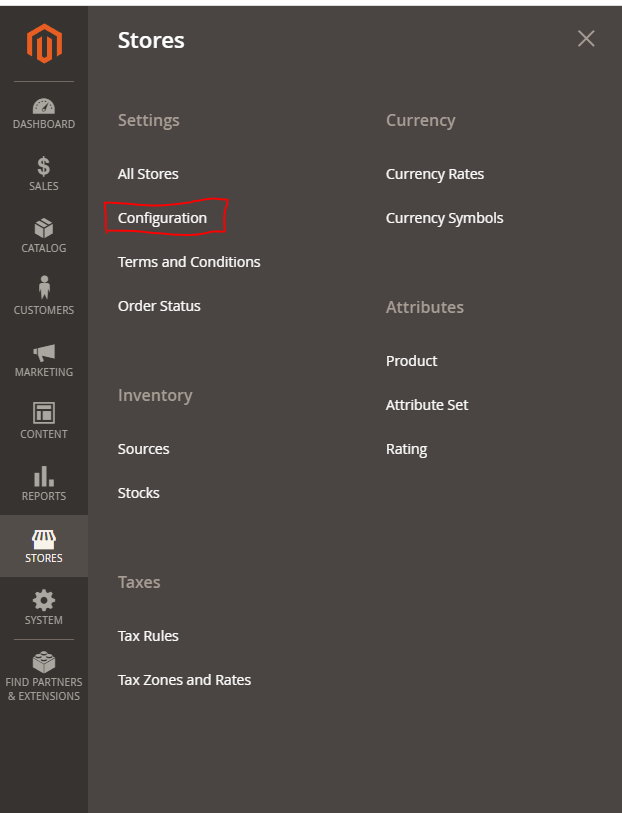 DASHBOARD
SALES
CATALOG
CUSTOMERS
MARKETING
CONTENT
REPORTS
STORES
SYSTEM
FIND PARTNERS
& EXTENSIONS
Stores
Settings
All Stores
Configuration
Terms and Conditions
Order Status
Inventory
Sources
Stocks
Taxes
Tax Rules
Tax Zones and Rates
Currency
Currency Rates
Currency Symbols
Attributes
Product
Attribute Set
Rating